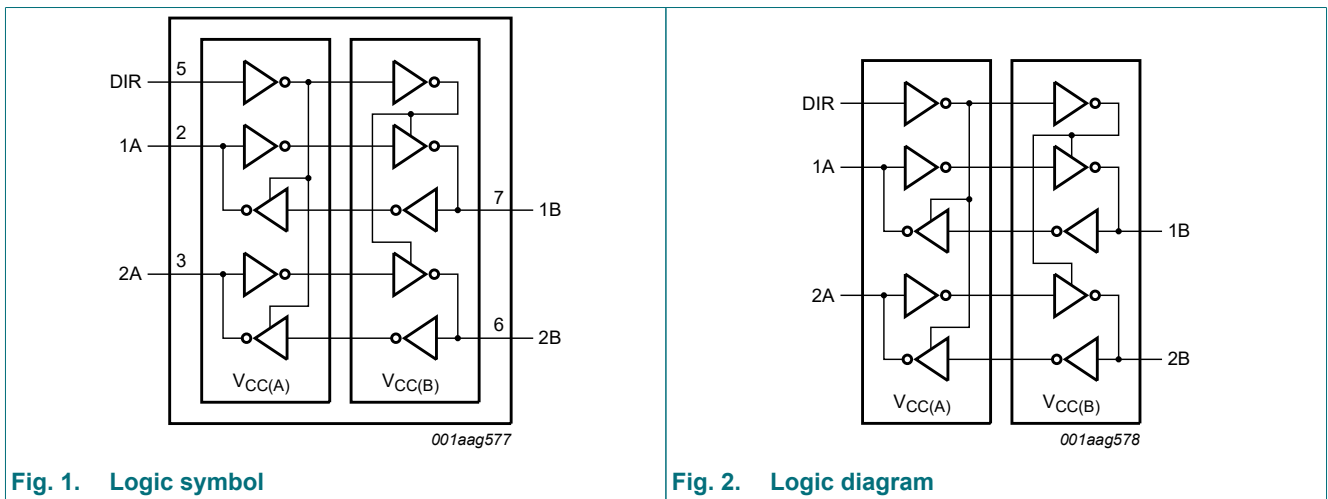 DIR 5
1A 2
7 1B
2A 3
6 2B
VCC(A) VCC(B)
001aag577
Fig. 1. Logic symbol
DIR
1A
1B
2A
2B
VCC(A) VCC(B)
001aag578
Fig. 2. Logic diagram